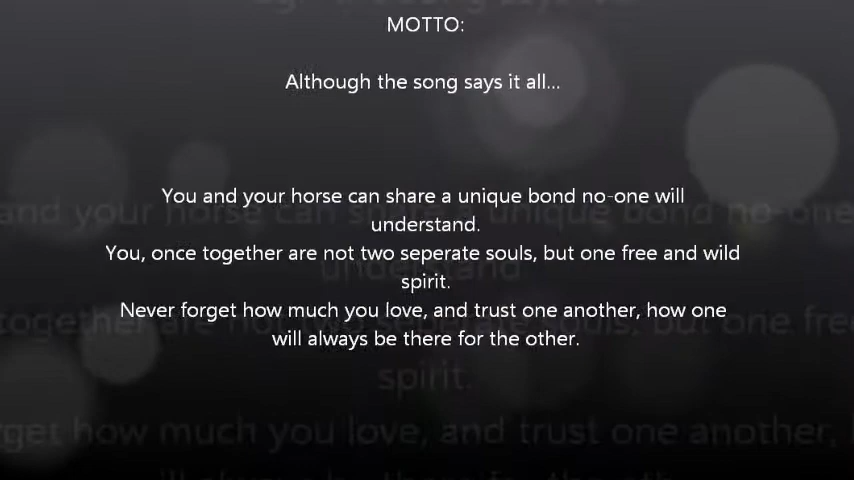 MOTTO:
Although the song says it all...
You and your horse can share a unique bond no-one will
understand.
You, once together are not two seperate souls, but one free and wild
spirit.
Never forget how much you love, and trust one another, how one
will always be there for the other.